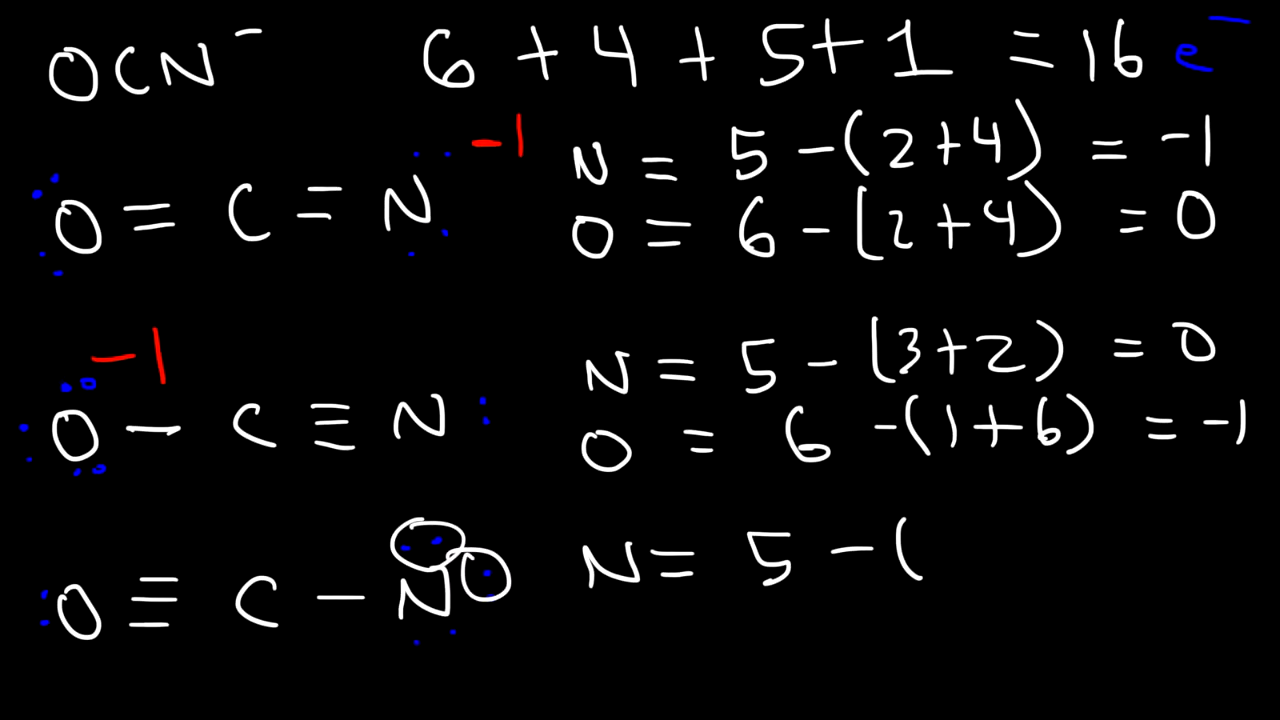 OCN⁻ 6 + 4 + 5 + 1 = 16 e⁻
O = C = N -1 N = 5 - (2+4) = -1
O = 6 - (2+4) = 0
-1
N = 5 - (3+2) = 0
O - C ≡ N
O = 6 - (1+6) = -1
O ≡ C - N N = 5 - (